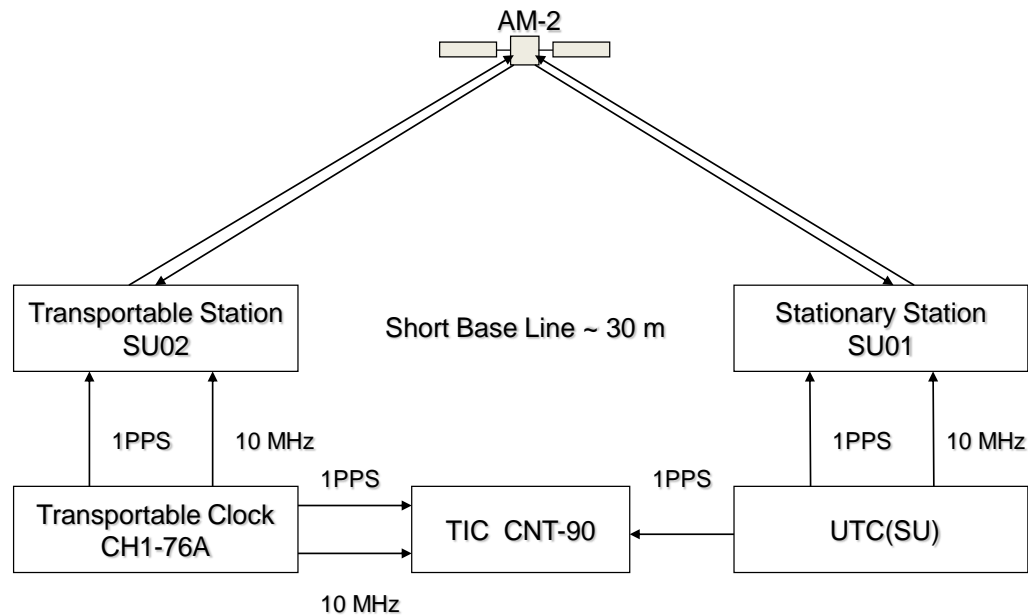 AM-2
Transportable Station
SU02
Short Base Line ~ 30 m
Stationary Station
SU01
1PPS
10 MHz
1PPS
10 MHz
1PPS
1PPS
Transportable Clock
CH1-76A
TIC CNT-90
UTC(SU)
10 MHz